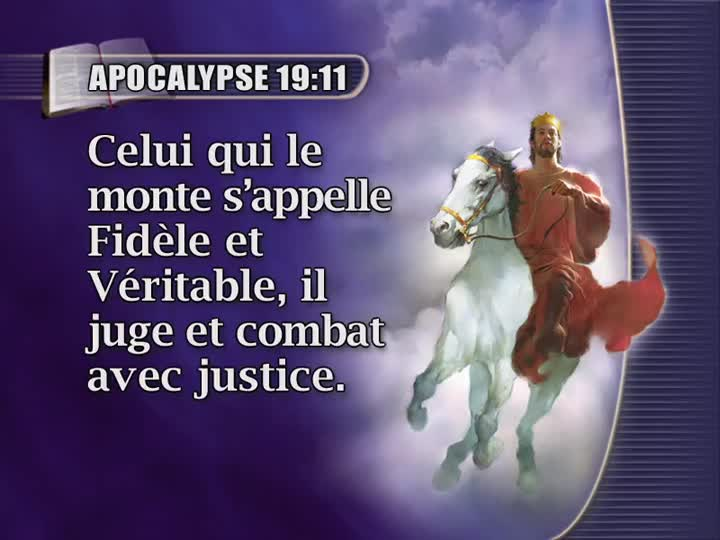 APOCALYPSE 19:11
Celui qui le
monte s'appelle
Fidèle et
Véritable, il
juge et combat
avec justice.